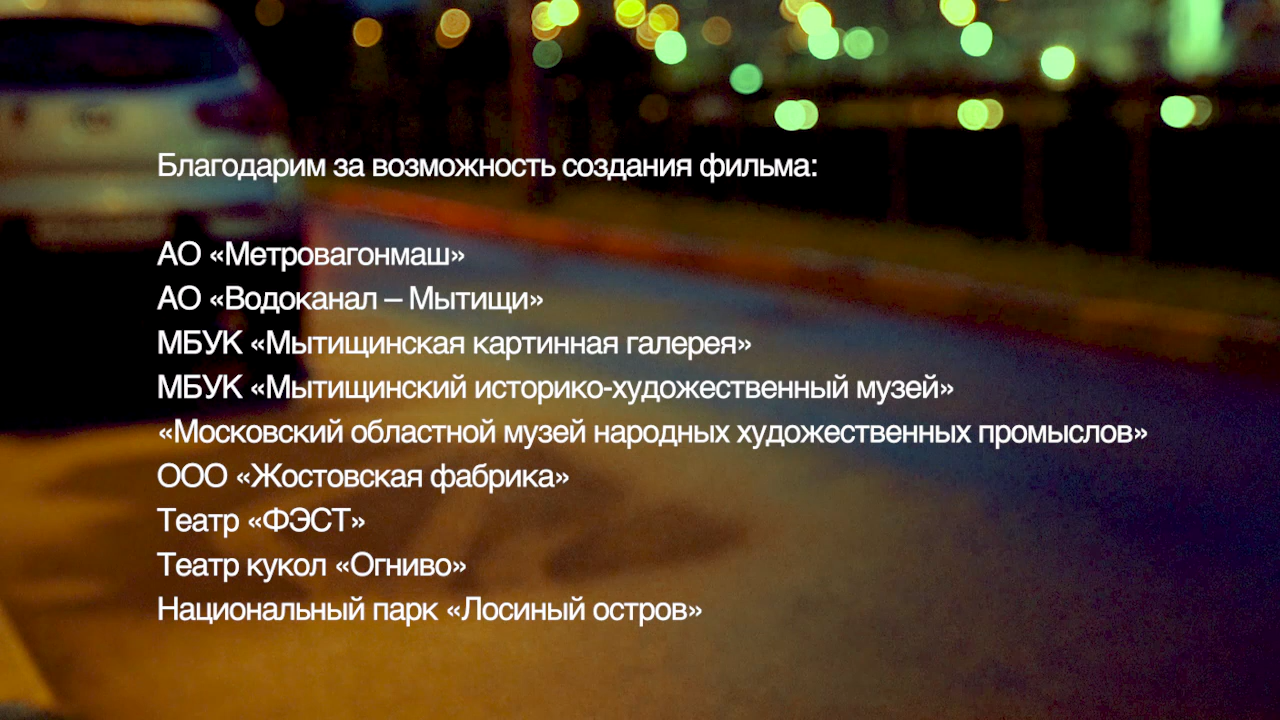 Благодарим за возможность создания фильма:
АО «Метровагонмаш»
АО «Водоканал – Мытищи»
МБУК «Мытищинская картинная галерея»
МБУК «Мытищинский историко-художественный музей»
«Московский областной музей народных художественных промыслов»
ООО «Жостовская фабрика»
Театр «ФЭСТ»
Театр кукол «Огниво»
Национальный парк «Лосиный остров»